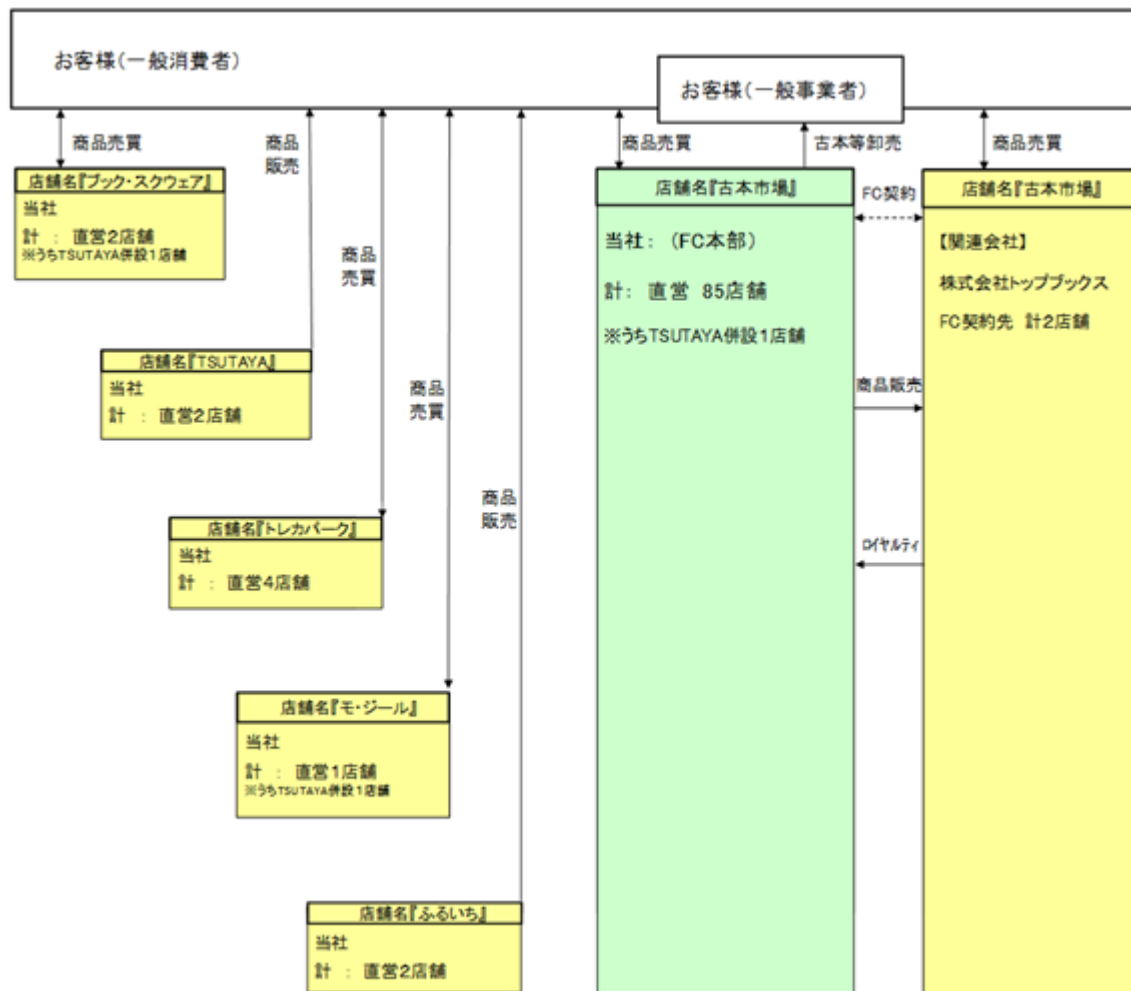 お客様(一般消費者)
お客様(一般事業者)
商品売買
商品
販売
商品売買
古本等卸売
商品売買
店舗名『ブック・スクウェア』
当社
計 : 直営2店舗
※うちTSUTAYA併設1店舗
店舗名『古本市場』
当社: (FC本部)
計: 直営 85店舗
※うちTSUTAYA併設1店舗
FC契約
店舗名『古本市場』
【関連会社】
株式会社トップブックス
FC契約先 計2店舗
商品
売買
店舗名『TSUTAYA』
当社
計 : 直営2店舗
商品
売買
商品販売
商品
販売
店舗名『トレカパーク』
当社
計 : 直営4店舗
ロイヤルティ
店舗名『モ・ジール』
当社
計 : 直営1店舗
※うちTSUTAYA併設1店舗
店舗名『ふるいち』
当社
計 : 直営2店舗